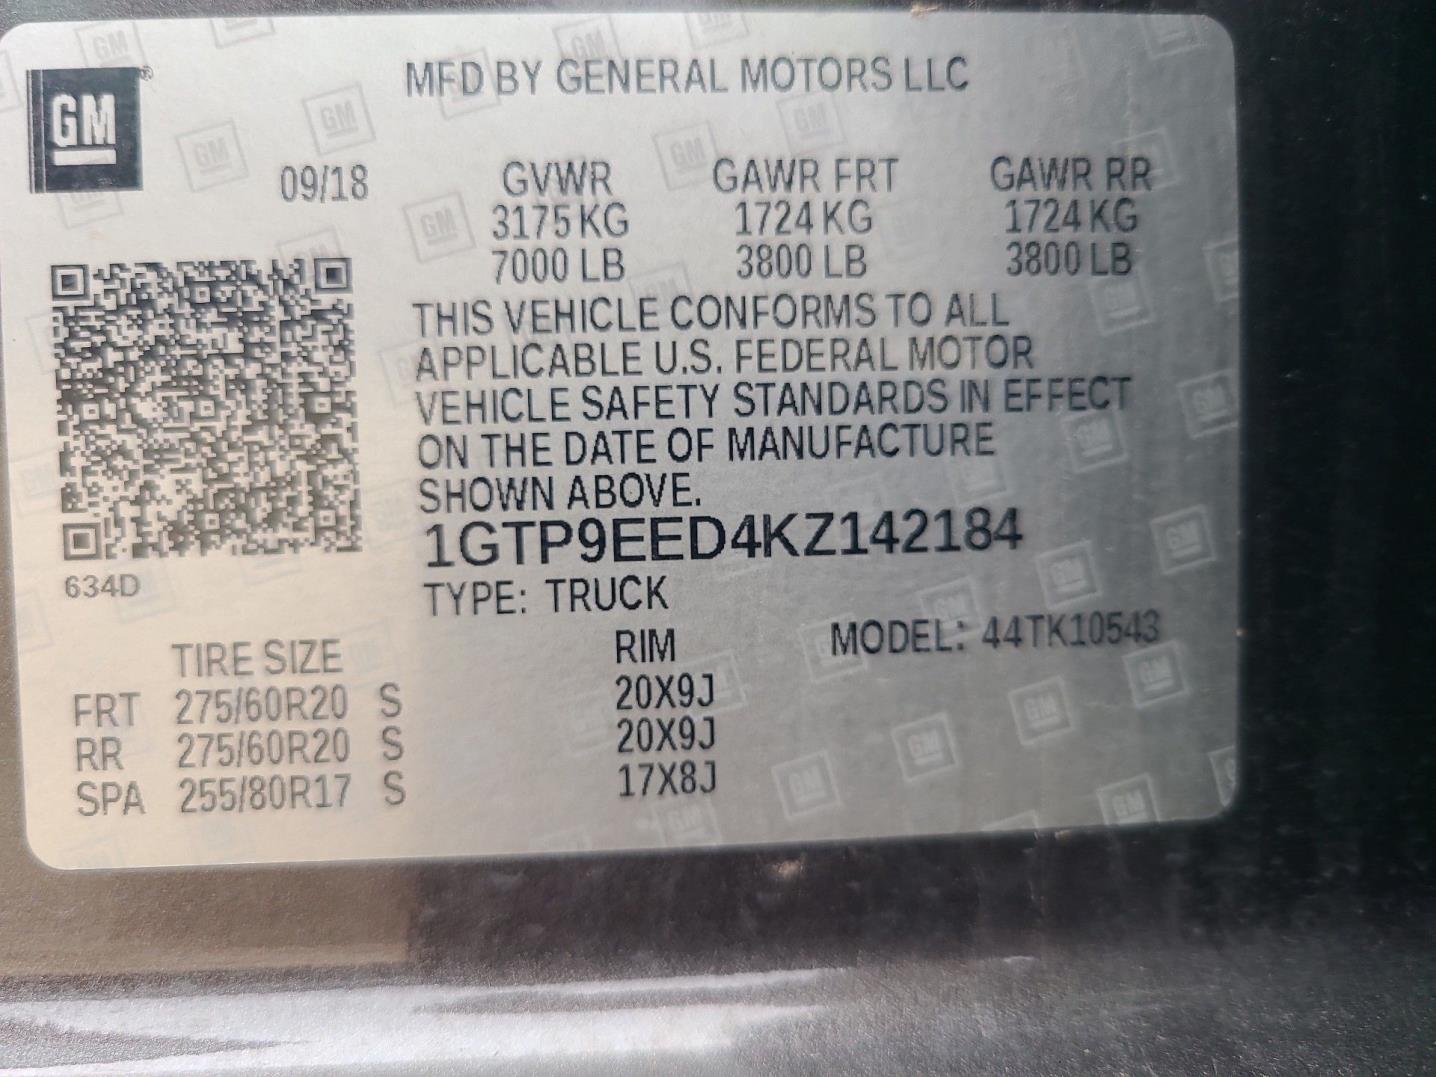 GM
MFD BY GENERAL MOTORS LLC
09/18 GVWR GAWR FRT GAWR RR
3175 KG 1724 KG 1724 KG
7000 LB 3800 LB 3800 LB
THIS VEHICLE CONFORMS TO ALL
APPLICABLE U.S. FEDERAL MOTOR
VEHICLE SAFETY STANDARDS IN EFFECT
ON THE DATE OF MANUFACTURE
SHOWN ABOVE.
1GTP9EED4KZ142184
634D
TYPE: TRUCK
TIRE SIZE RIM MODEL: 44TK10543
FRT 275/60R20 S 20X9J
RR 275/60R20 S 20X9J
SPA 255/80R17 S 17X8J